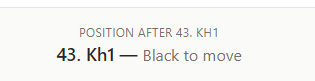 POSITION AFTER 43. KH1
43. Kh1 — Black to move